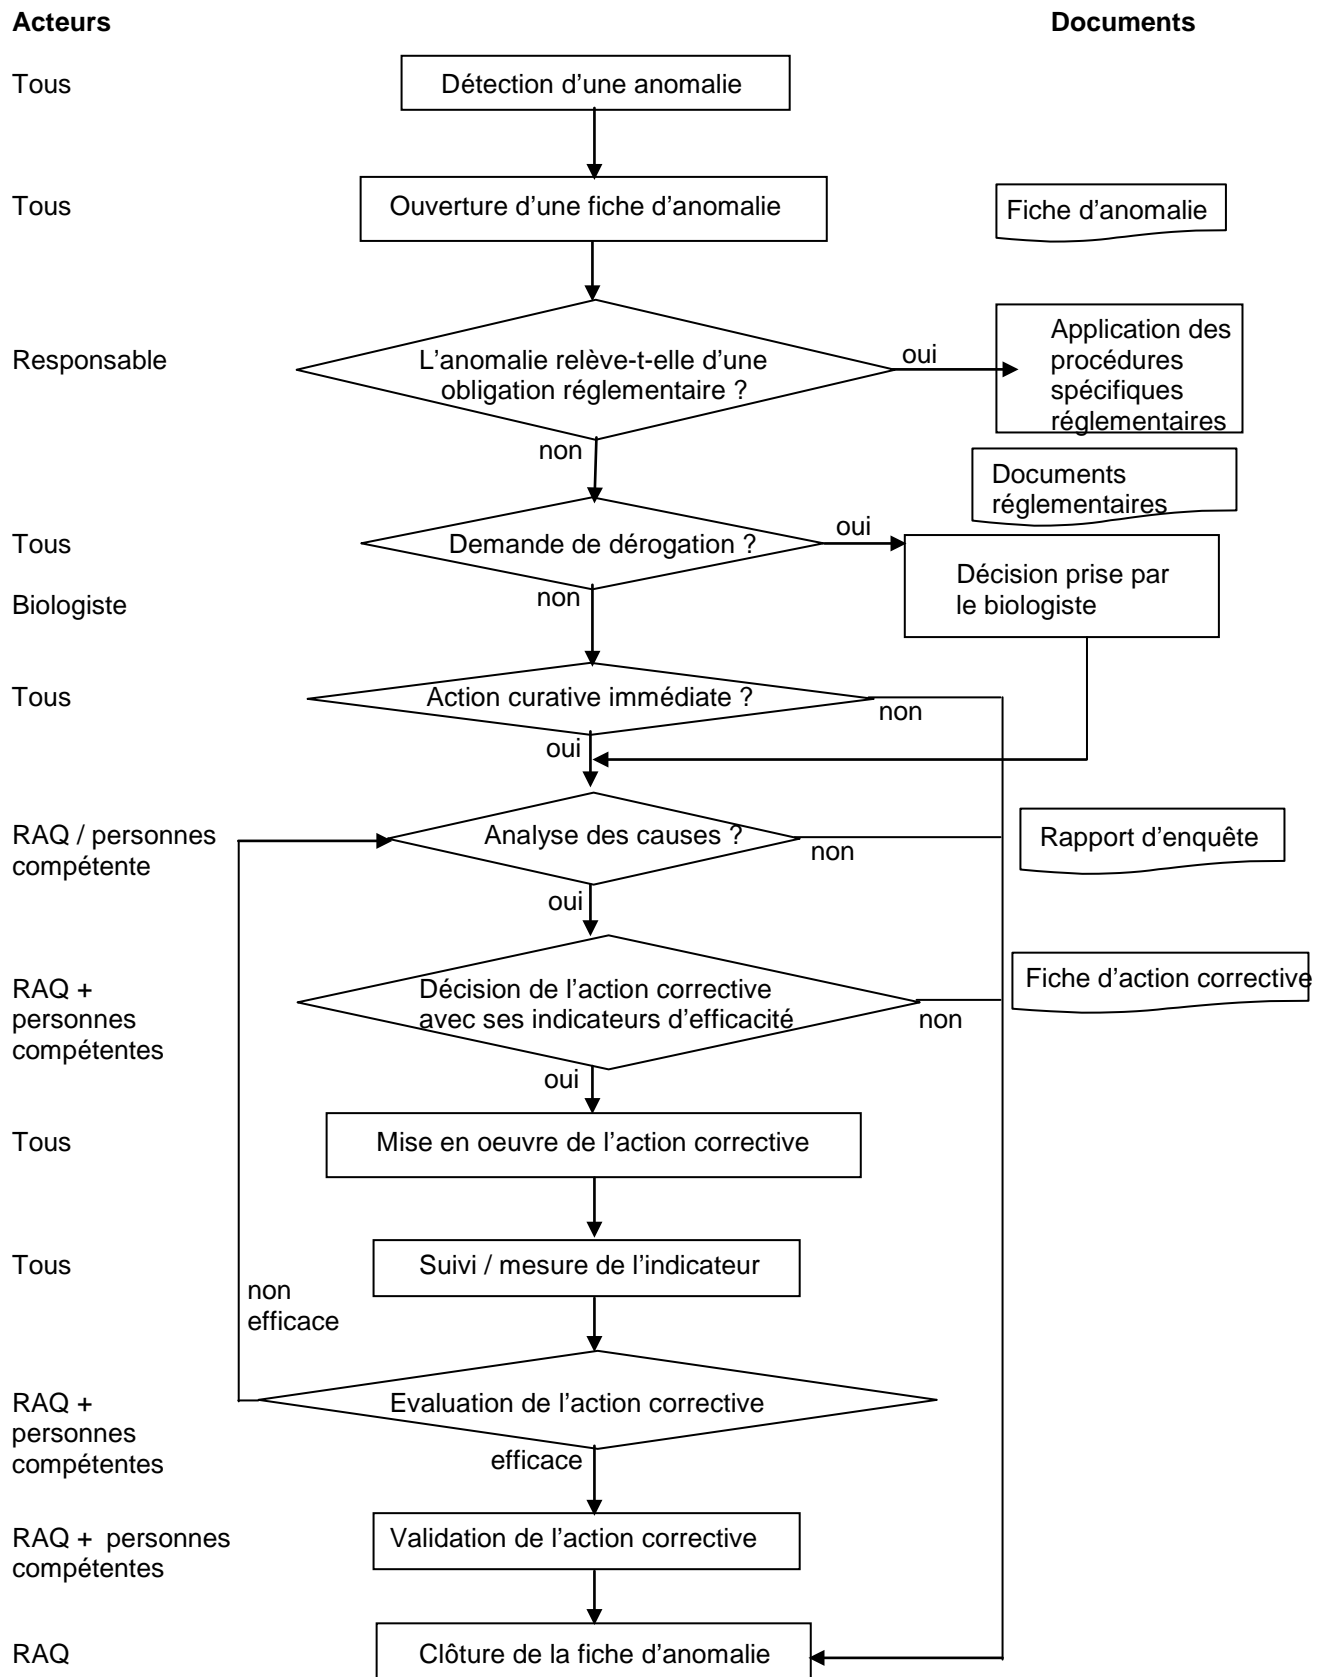 Acteurs
Documents
Tous
Détection d’une anomalie
Tous
Ouverture d’une fiche d’anomalie
Fiche d’anomalie
Responsable
L’anomalie relève-t-elle d’une
obligation réglementaire ?
oui
Application des
procédures
spécifiques
réglementaires
non
Documents
réglementaires
Tous
Demande de dérogation ?
oui
Biologiste
non
Décision prise par
le biologiste
Tous
Action curative immédiate ?
non
oui
RAQ / personnes
compétente
Analyse des causes ?
non
Rapport d’enquête
oui
RAQ +
personnes
compétentes
Décision de l’action corrective
avec ses indicateurs d’efficacité
non
Fiche d’action corrective
oui
Tous
Mise en oeuvre de l’action corrective
Tous
Suivi / mesure de l’indicateur
non
efficace
RAQ +
personnes
compétentes
Evaluation de l’action corrective
efficace
RAQ + personnes
compétentes
Validation de l’action corrective
RAQ
Clôture de la fiche d’anomalie